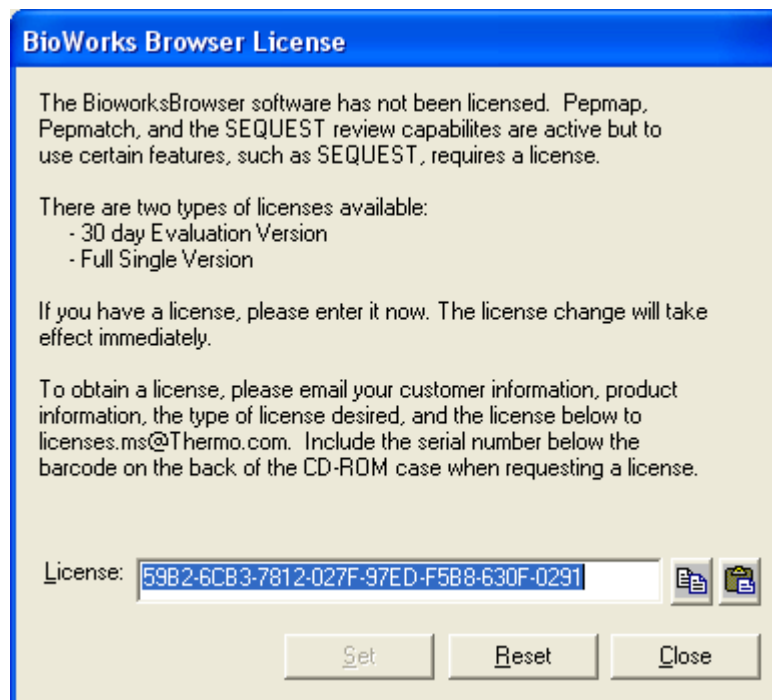 BioWorks Browser License
The BioworksBrowser software has not been licensed.  Pepmap,
Pepmatch, and the SEQUEST review capabilites are active but to
use certain features, such as SEQUEST, requires a license.
There are two types of licenses available:
- 30 day Evaluation Version
- Full Single Version
If you have a license, please enter it now. The license change will take
effect immediately.
To obtain a license, please email your customer information, product
information, the type of license desired, and the license below to
licenses.ms@Thermo.com.  Include the serial number below the
barcode on the back of the CD-ROM case when requesting a license.
License: 59B2-6CB3-7812-027F-97ED-F5B8-630F-0291
Set Reset Close